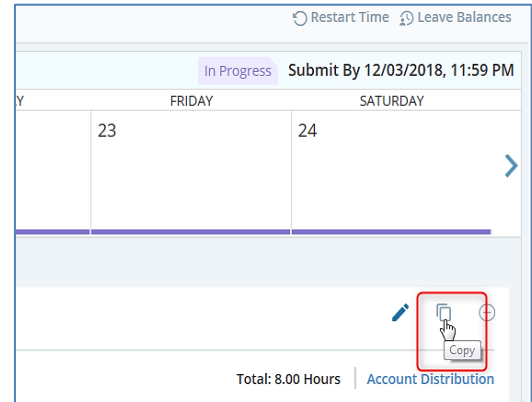 Restart Time Leave Balances
In Progress Submit By 12/03/2018, 11:59 PM
Y FRIDAY SATURDAY
23 24
Copy
Total: 8.00 Hours Account Distribution